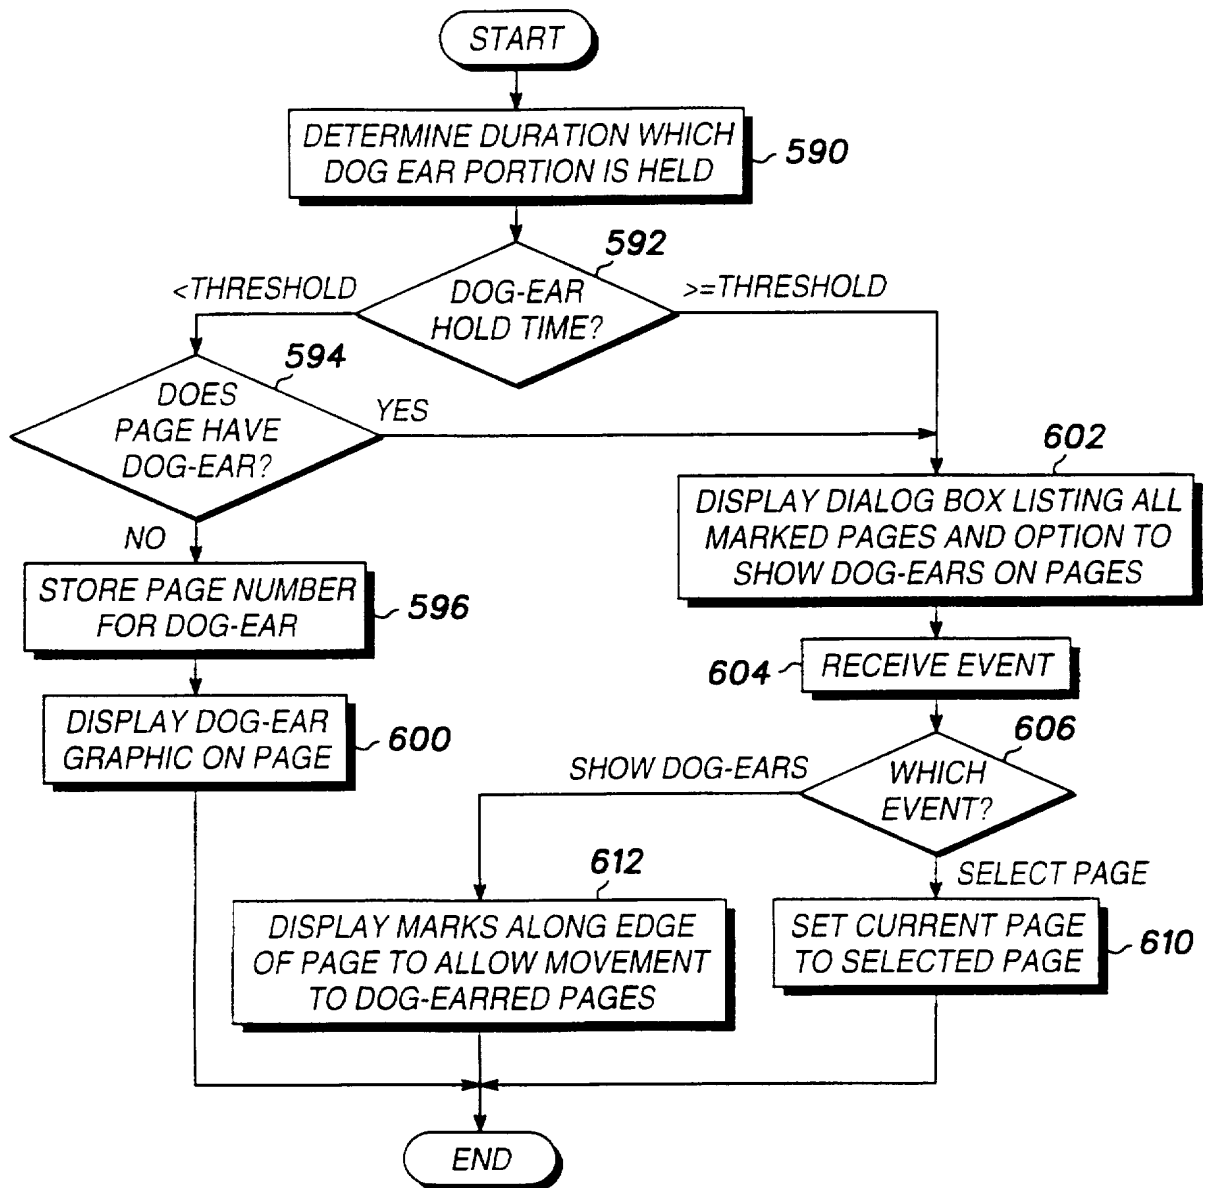 START
DETERMINE DURATION WHICH
DOG EAR PORTION IS HELD
590
592
<THRESHOLD
DOG-EAR
HOLD TIME?
>=THRESHOLD
594
DOES
PAGE HAVE
DOG-EAR?
YES
NO
602
DISPLAY DIALOG BOX LISTING ALL
MARKED PAGES AND OPTION TO
SHOW DOG-EARS ON PAGES
STORE PAGE NUMBER
FOR DOG-EAR
596
604
RECEIVE EVENT
DISPLAY DOG-EAR
GRAPHIC ON PAGE
600
606
SHOW DOG-EARS
WHICH
EVENT?
SELECT PAGE
612
DISPLAY MARKS ALONG EDGE
OF PAGE TO ALLOW MOVEMENT
TO DOG-EARRED PAGES
SET CURRENT PAGE
TO SELECTED PAGE
610
END